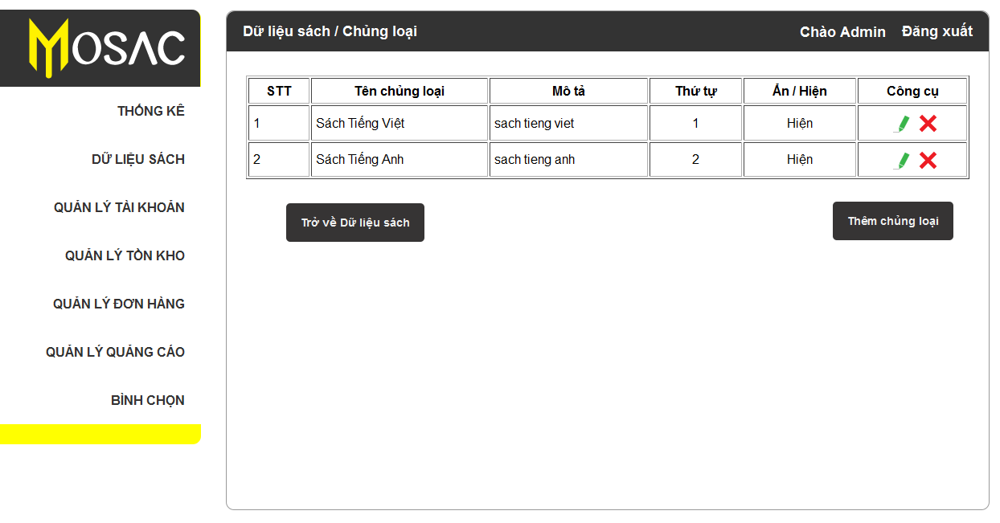 MOSAC
THỐNG KÊ
DỮ LIỆU SÁCH
QUẢN LÝ TÀI KHOẢN
QUẢN LÝ TỒN KHO
QUẢN LÝ ĐƠN HÀNG
QUẢN LÝ QUẢNG CÁO
BÌNH CHỌN
Dữ liệu sách / Chủng loại Chào Admin Đăng xuất
STT Tên chủng loại Mô tả Thứ tự Ẩn / Hiện Công cụ
1 Sách Tiếng Việt sach tieng viet 1 Hiện
2 Sách Tiếng Anh sach tieng anh 2 Hiện
Trở về Dữ liệu sách Thêm chủng loại